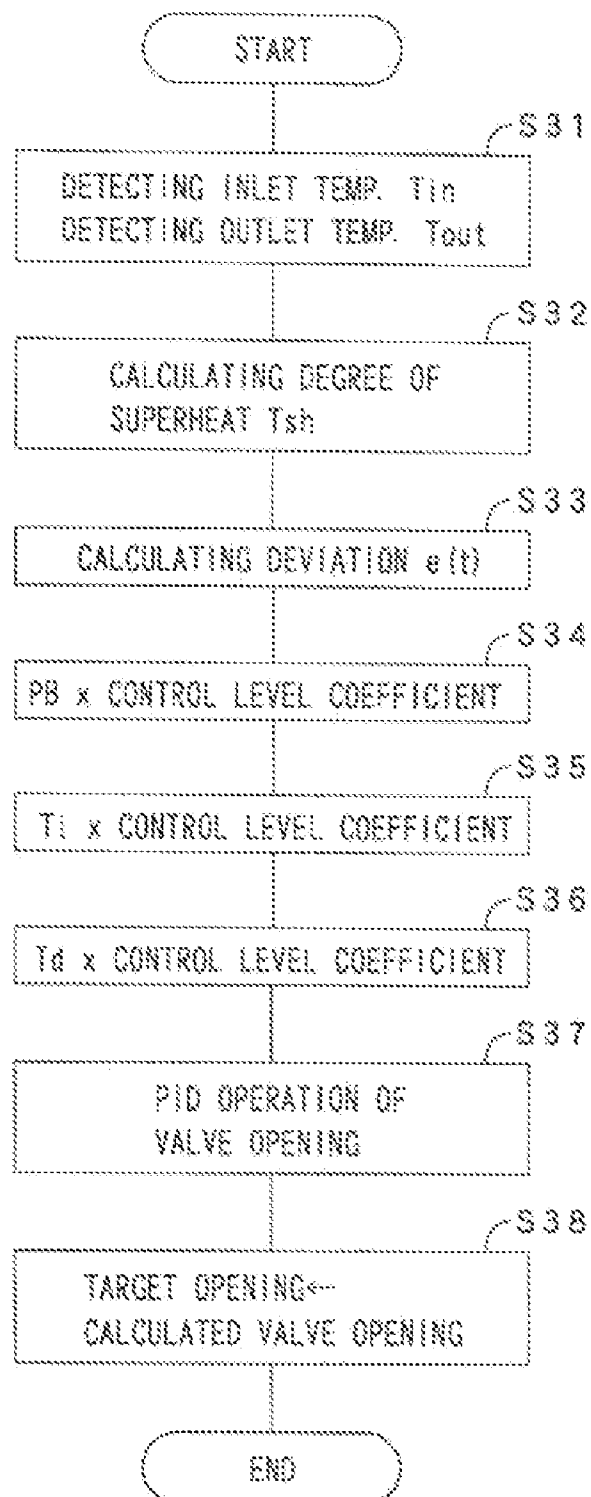 START
S31
DETECTING INLET TEMP. Tin
DETECTING OUTLET TEMP. Tout
S32
CALCULATING DEGREE OF
SUPERHEAT Tsh
S33
CALCULATING DEVIATION e(t)
S34
PB x CONTROL LEVEL COEFFICIENT
S35
Ti x CONTROL LEVEL COEFFICIENT
S36
Td x CONTROL LEVEL COEFFICIENT
S37
PID OPERATION OF
VALVE OPENING
S38
TARGET OPENING←
CALCULATED VALVE OPENING
END